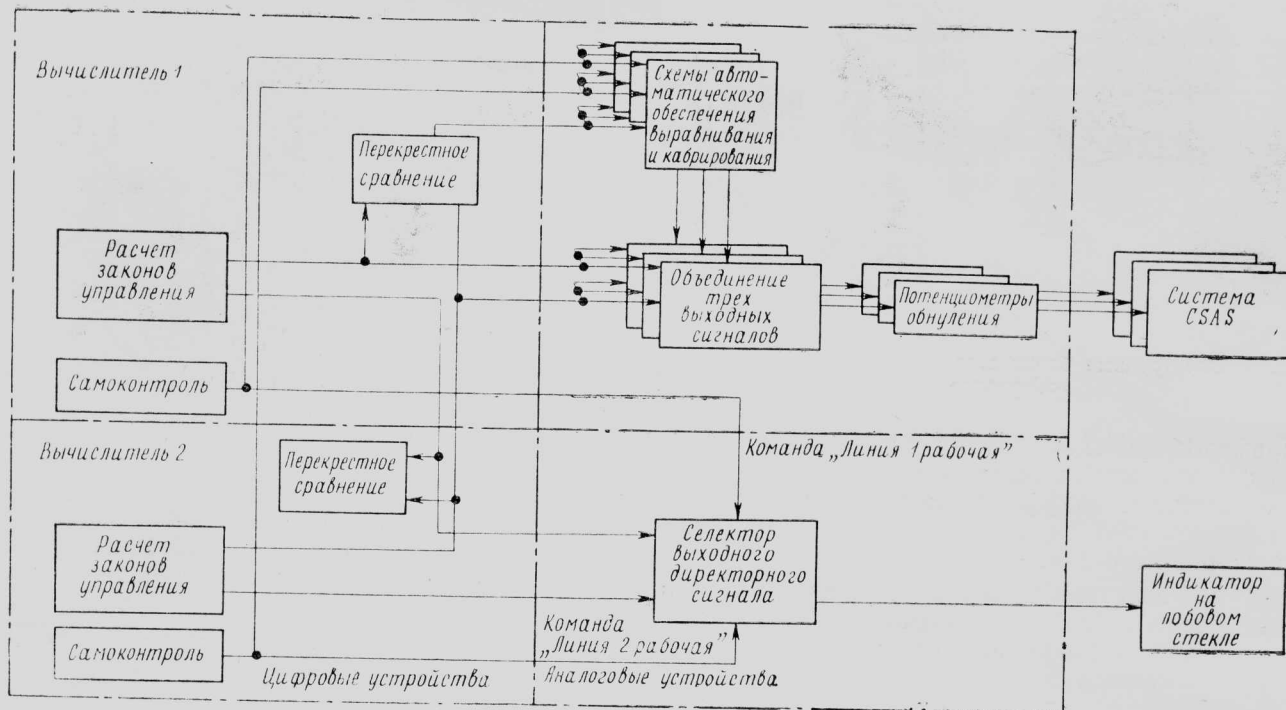 Вычислитель 1
Схемы авто-
матического
обеспечения
выравнивания
и кабрирования
Перекрестное
сравнение
Расчет
законов
управления
Объединение
трех
выходных
сигналов
Потенциометры
обнуления
Система
CSAS
Самоконтроль
Вычислитель 2
Перекрестное
сравнение
Команда „Линия 1 рабочая”
Расчет
законов
управления
Селектор
выходного
директорного
сигнала
Индикатор
на
лобовом
стекле
Самоконтроль
Команда
„Линия 2 рабочая”
Цифровые устройства
Аналоговые устройства